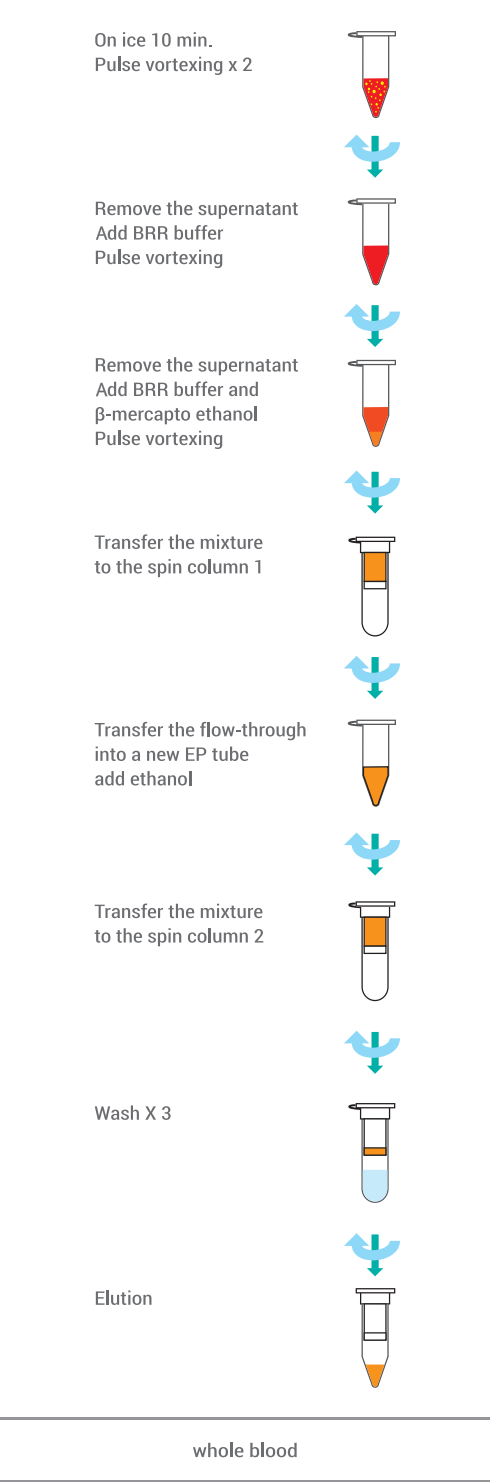 On ice 10 min.
Pulse vortexing x 2
Remove the supernatant
Add BRR buffer
Pulse vortexing
Remove the supernatant
Add BRR buffer and
β-mercapto ethanol
Pulse vortexing
Transfer the mixture
to the spin column 1
Transfer the flow-through
into a new EP tube
add ethanol
Transfer the mixture
to the spin column 2
Wash X 3
Elution
whole blood